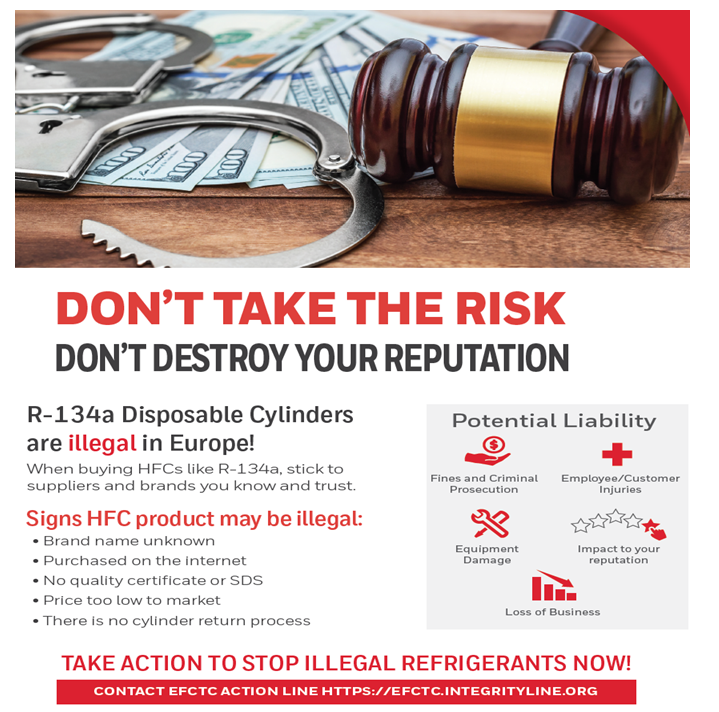 100
100
100
DON'T TAKE THE RISK
DON'T DESTROY YOUR REPUTATION
R-134a Disposable Cylinders
are illegal in Europe!
When buying HFCs like R-134a, stick to
suppliers and brands you know and trust.
Signs HFC product may be illegal:
• Brand name unknown
• Purchased on the internet
• No quality certificate or SDS
• Price too low to market
• There is no cylinder return process
Potential Liability
$
Fines and Criminal
Prosecution
Employee/Customer
Injuries
Equipment
Damage
Impact to your
reputation
Loss of Business
TAKE ACTION TO STOP ILLEGAL REFRIGERANTS NOW!
CONTACT EFCTC ACTION LINE HTTPS://EFCTC.INTEGRITYLINE.ORG